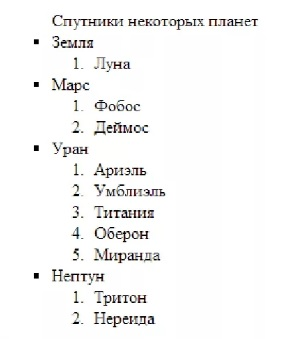 Спутники некоторых планет
▪ Земля
1. Луна
▪ Марс
1. Фобос
2. Деймос
▪ Уран
1. Ариэль
2. Умблиэль
3. Титания
4. Оберон
5. Миранда
▪ Нептун
1. Тритон
2. Нереида